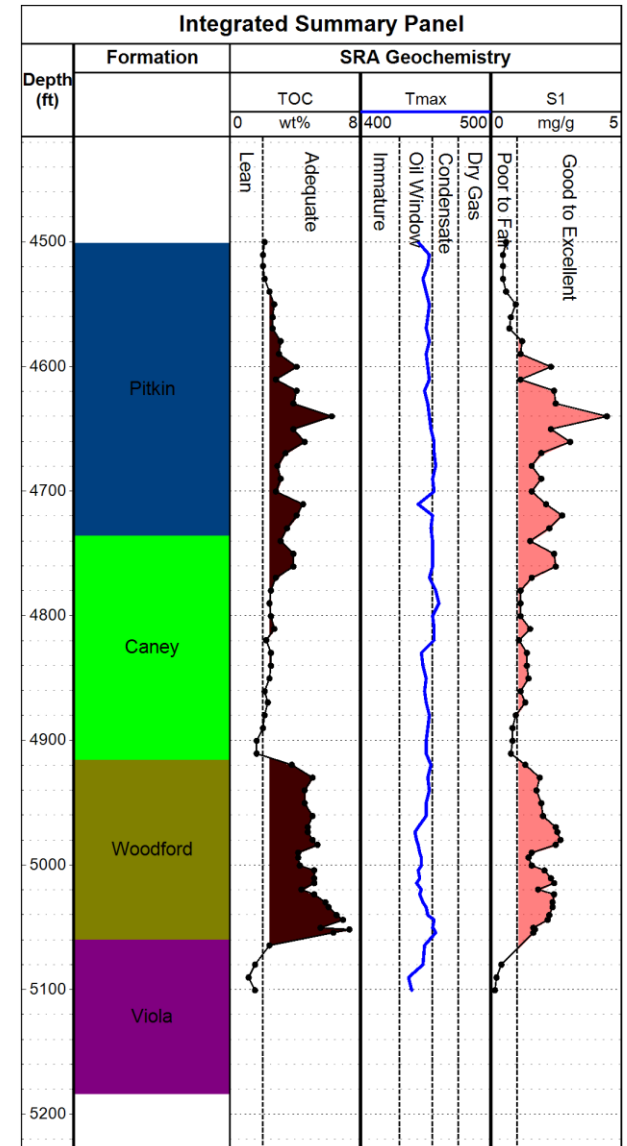 Integrated Summary Panel
Formation
SRA Geochemistry
Depth
(ft)
TOC
Tmax
S1
0 wt% 8
400 500
0 mg/g 5
Lean
Adequate
Immature
Oil Window
Condensate
Dry Gas
Poor to Fair
Good to Excellent
4500
4600
Pitkin
4700
4800
Caney
4900
Woodford
5000
5100
Viola
5200